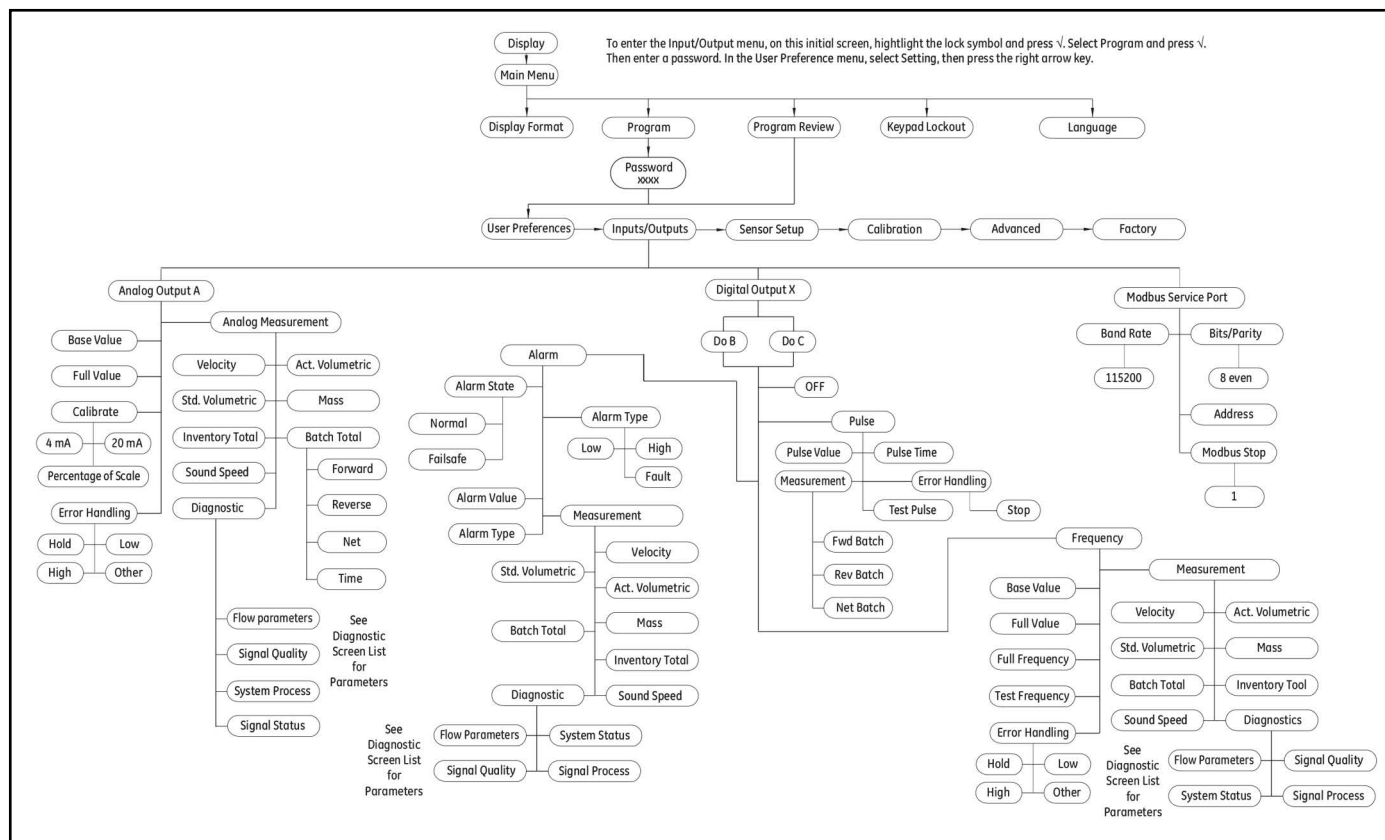 Display
To enter the Input/Output menu, on this initial screen, hightlight the lock symbol and press √. Select Program and press √.
Then enter a password. In the User Preference menu, select Setting, then press the right arrow key.
Main Menu
Display Format
Program
Program Review
Keypad Lockout
Language
Password
xxxx
User Preferences
Inputs/Outputs
Sensor Setup
Calibration
Advanced
Factory
Analog Output A
Analog Measurement
Base Value
Full Value
Calibrate
4 mA
20 mA
Percentage of Scale
Error Handling
Hold
Low
High
Other
Velocity
Act. Volumetric
Std. Volumetric
Mass
Inventory Total
Batch Total
Sound Speed
Forward
Diagnostic
Reverse
Net
Time
Flow parameters
Signal Quality
System Process
Signal Status
See
Diagnostic
Screen List
for
Parameters
Digital Output X
Do B
Do C
OFF
Alarm
Alarm State
Normal
Failsafe
Alarm Type
Low
High
Fault
Alarm Value
Alarm Type
Measurement
Velocity
Std. Volumetric
Act. Volumetric
Mass
Batch Total
Inventory Total
Diagnostic
Sound Speed
Flow Parameters
System Status
Signal Quality
Signal Process
See
Diagnostic
Screen List
for
Parameters
Pulse
Pulse Value
Pulse Time
Measurement
Error Handling
Test Pulse
Stop
Fwd Batch
Rev Batch
Net Batch
Frequency
Measurement
Base Value
Full Value
Full Frequency
Test Frequency
Error Handling
Hold
Low
High
Other
Velocity
Act. Volumetric
Std. Volumetric
Mass
Batch Total
Inventory Tool
Sound Speed
Diagnostics
Flow Parameters
Signal Quality
System Status
Signal Process
See
Diagnostic
Screen List
for
Parameters
Modbus Service Port
Band Rate
Bits/Parity
115200
8 even
Address
Modbus Stop
1